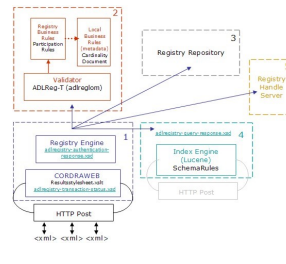 2
Registry
Business
Rules
Participation
Rules
Local
Business
Rules
(metadata)
Cardinality
Document
Validator
ADLReg-T (adlreglom)
3
Registry Repository
Registry
Handle
Server
1
Registry Engine
adlregistry-authentication-
response.xsd
CORDRAWEB
Resultsstylesheet.xslt
adlregistry-transaction-status.xsd
HTTP Post
<xml> <xml> <xml>
adlregistry-query-response.xsd
4
Index Engine
(Lucene)
SchemaRules
HTTP Post